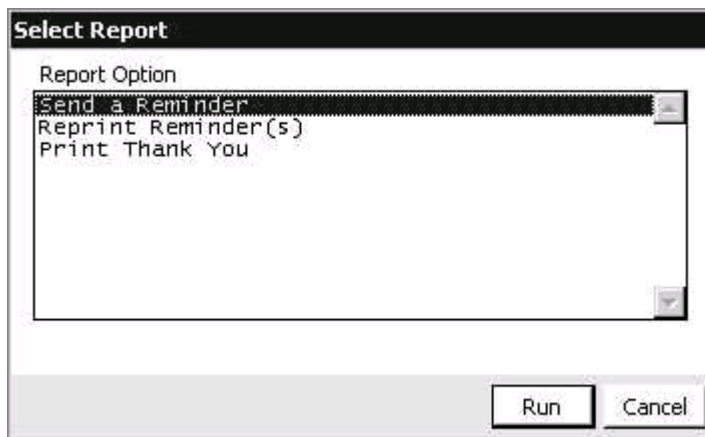 Select Report
Report Option
Send a Reminder
Reprint Reminder(s)
Print Thank You
Run Cancel